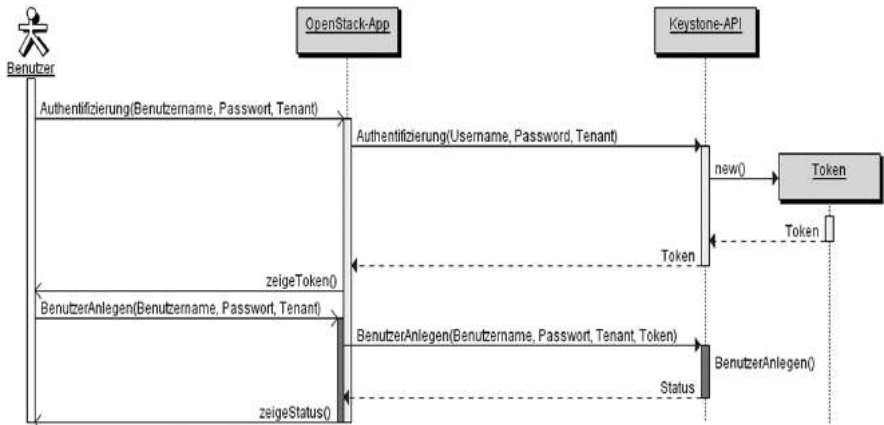 OpenStack-App
Keystone-API
Benutzer
Authentifizierung(Benutzername, Passwort, Tenant)
Authentifizierung(Username, Password, Tenant)
new()
Token
Token
Token
zeigeToken()
BenutzerAnlegen(Benutzername, Passwort, Tenant)
BenutzerAnlegen(Benutzername, Passwort, Tenant, Token)
BenutzerAnlegen()
Status
zeigeStatus()